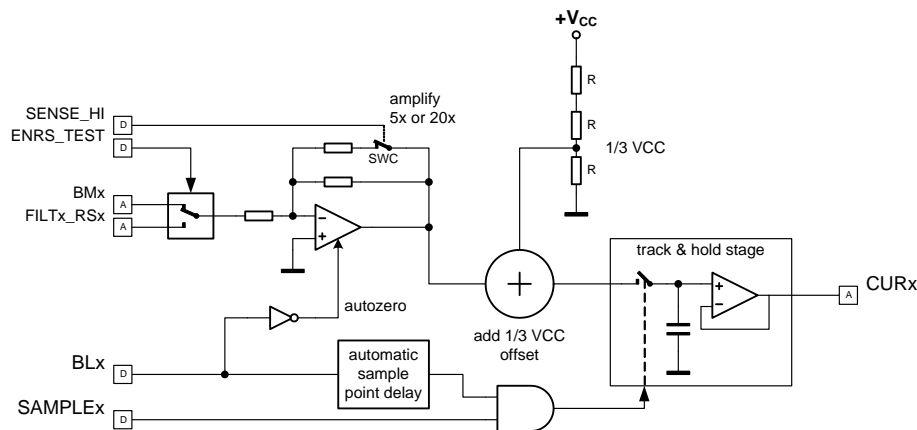 +VCC
R
R
1/3 VCC
R
SENSE_HI
D
ENRS_TEST
D
amplify
5x or 20x
SWC
BMx
A
FILTx_RSx
A
−
+
autozero
+
add 1/3 VCC
offset
track & hold stage
+
−
A
CURx
BLx
D
automatic
sample
point delay
SAMPLEx
D